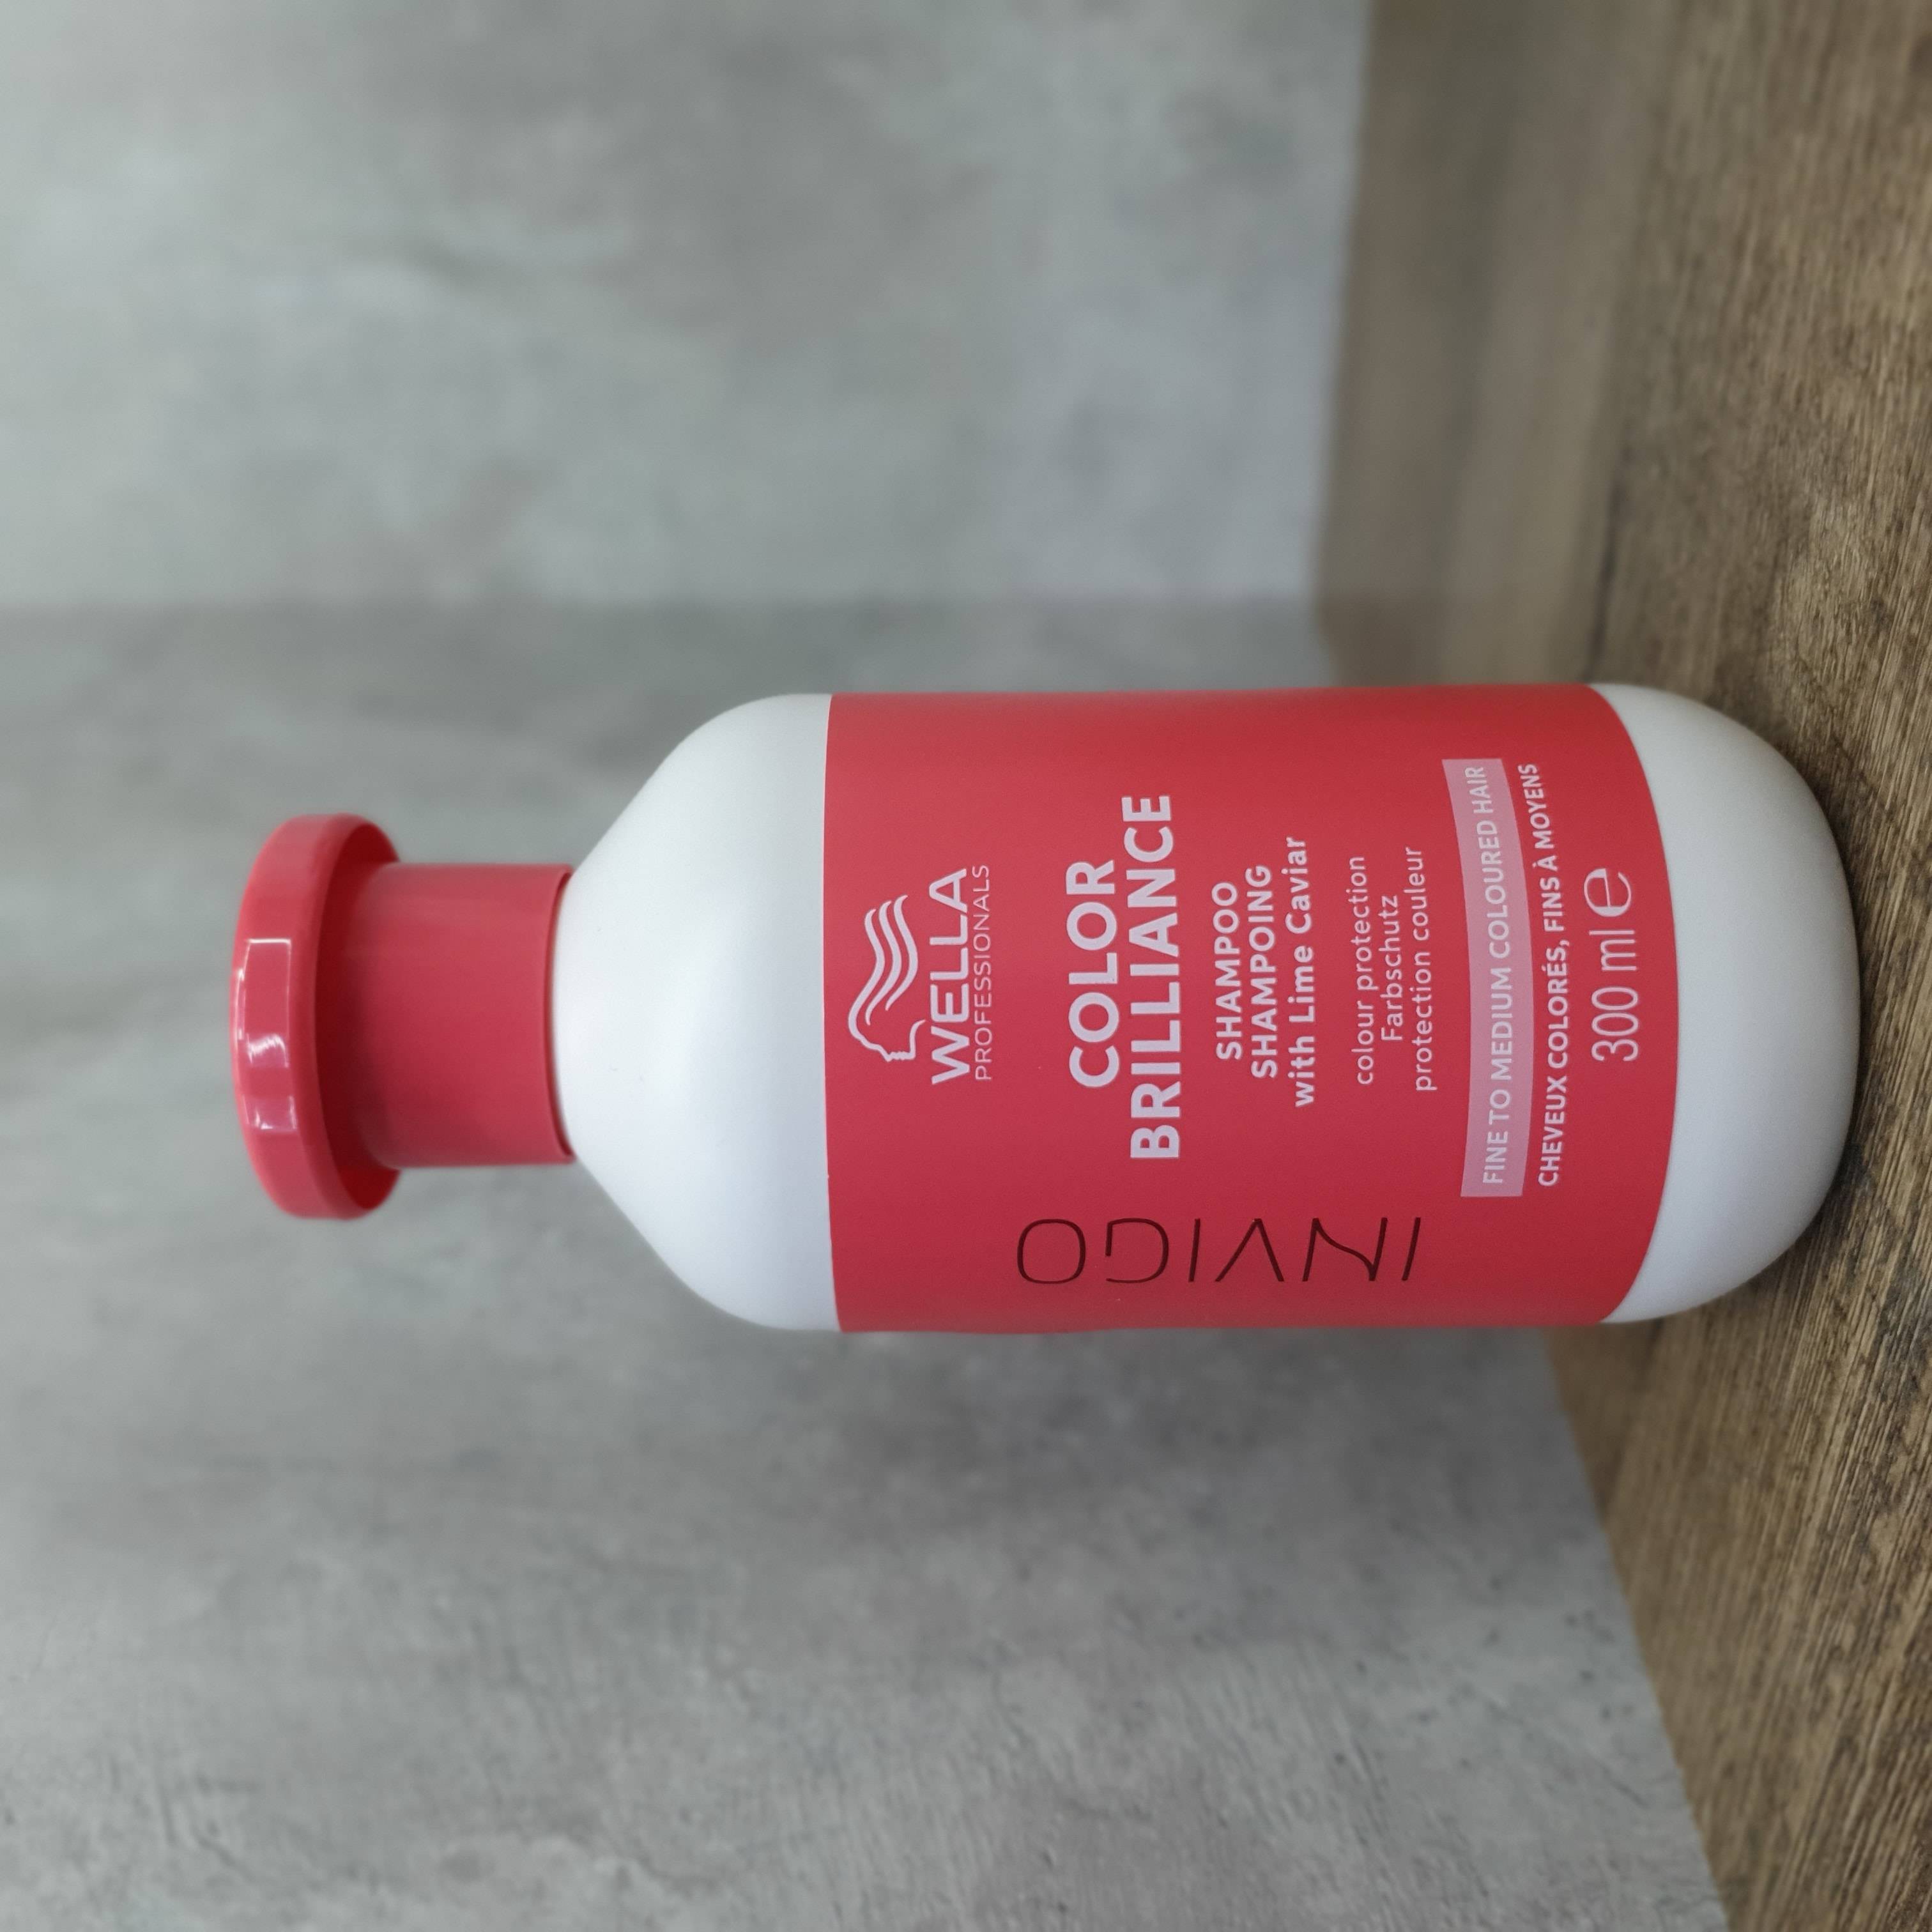 WELLA
PROFESSIONALS
COLOR
BRILLIANCE
SHAMPOO
SHAMPOING
with Lime Caviar
colour protection
Farbschutz
protection couleur
FINE TO MEDIUM COLOURED HAIR
CHEVEUX COLORÉS, FINS À MOYENS
300 ml ℮
INVIGO